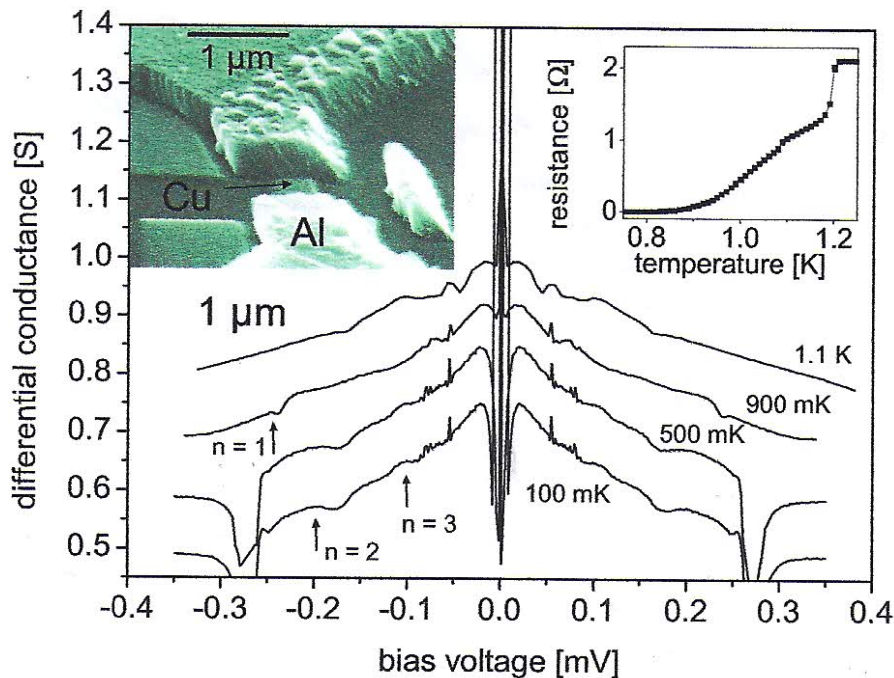 differential conductance [S]
1.4
1.3
1.2
1.1
1.0
0.9
0.8
0.7
0.6
0.5
1 μm
Cu
Al
resistance [Ω]
2
1
0
0.8
1.0
1.2
temperature [K]
1 μm
1.1 K
900 mK
500 mK
100 mK
n = 1
n = 2
n = 3
-0.4
-0.3
-0.2
-0.1
0.0
0.1
0.2
0.3
0.4
bias voltage [mV]